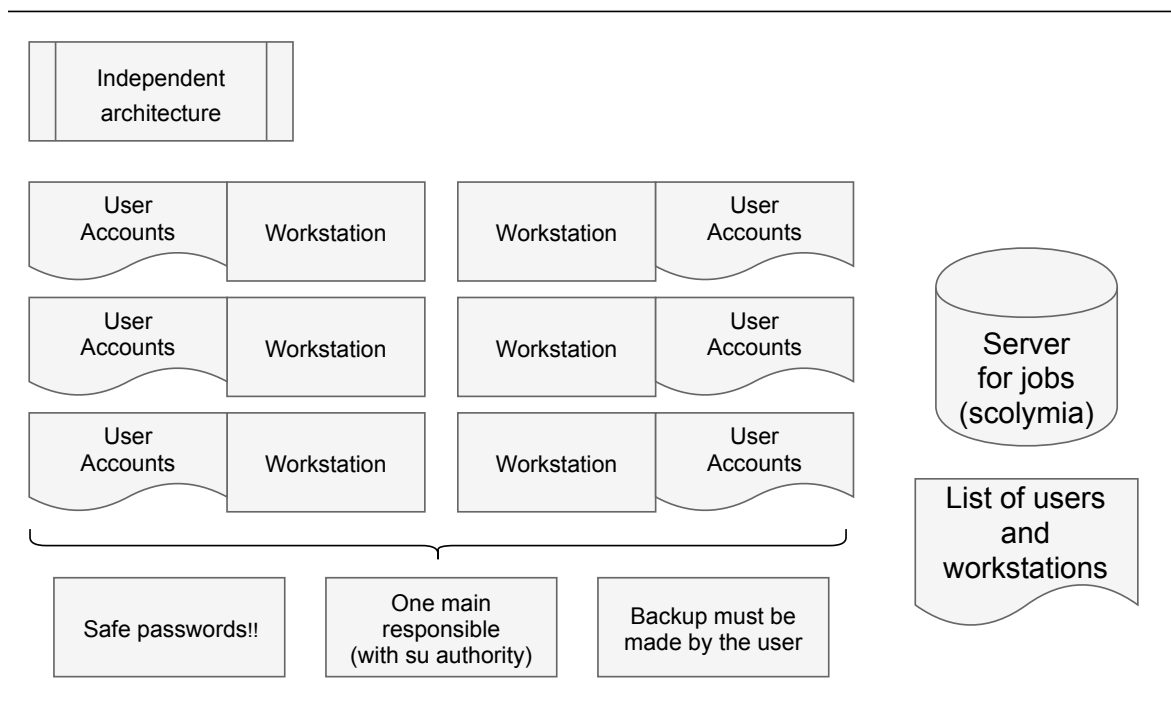 Independent
architecture
User
Accounts
Workstation
Workstation
User
Accounts
User
Accounts
Workstation
Workstation
User
Accounts
User
Accounts
Workstation
Workstation
User
Accounts
Server
for jobs
(scolymia)
List of users
and
workstations
Safe passwords!!
One main
responsible
(with su authority)
Backup must be
made by the user